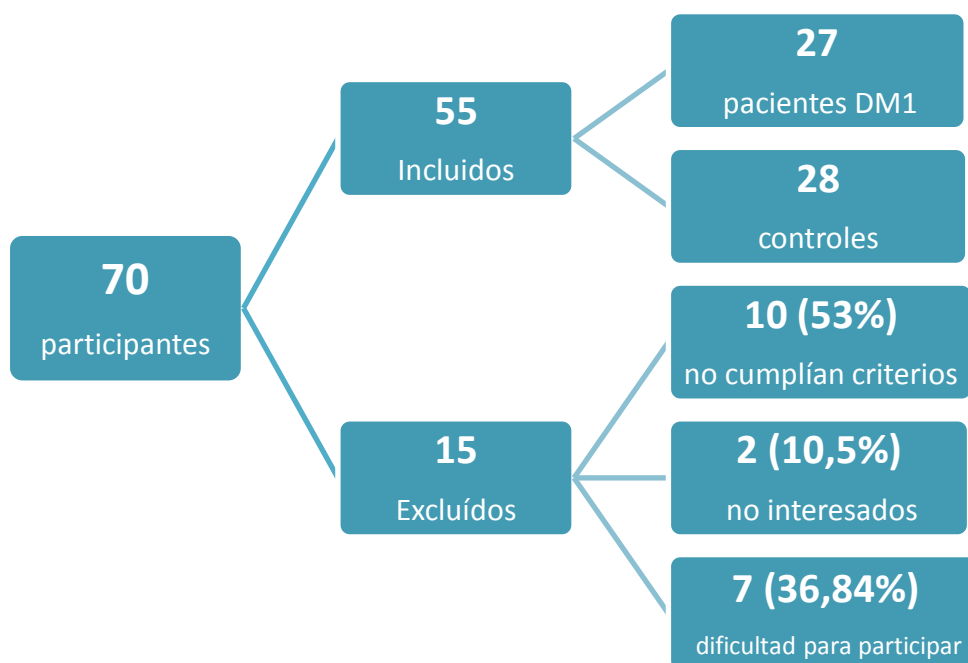 70
participantes
55
Incluidos
15
Excluídos
27
pacientes DM1
28
controles
10 (53%)
no cumplían criterios
2 (10,5%)
no interesados
7 (36,84%)
dificultad para participar